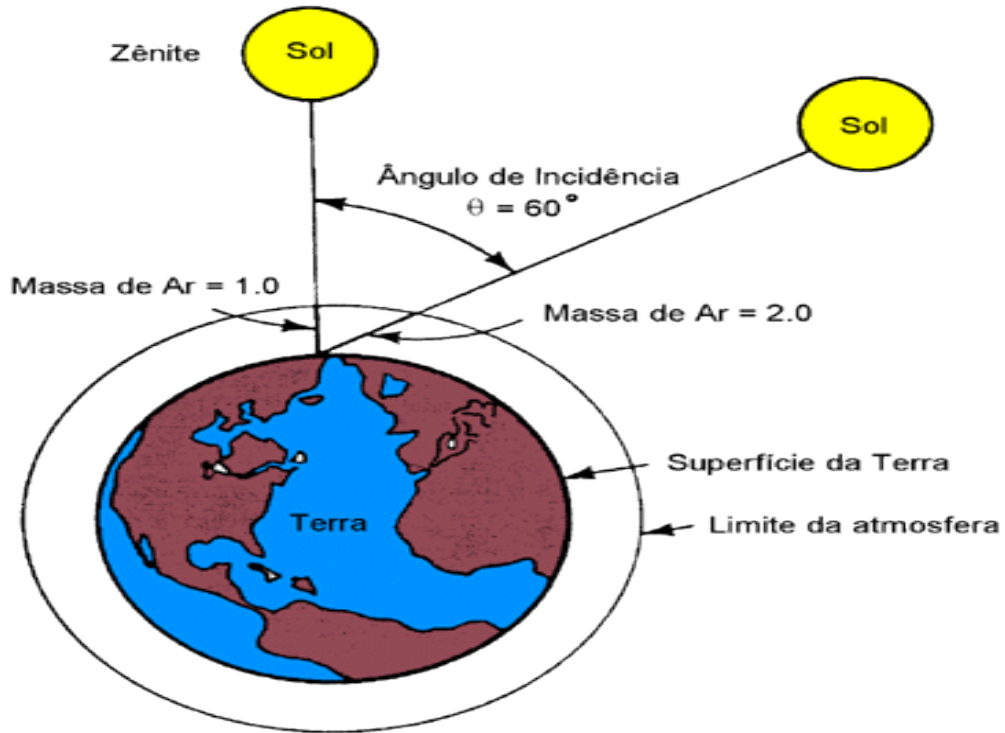 Zênite
Sol
Sol
Ângulo de Incidência
θ = 60°
Massa de Ar = 1.0
Massa de Ar = 2.0
Superfície da Terra
Terra
Limite da atmosfera